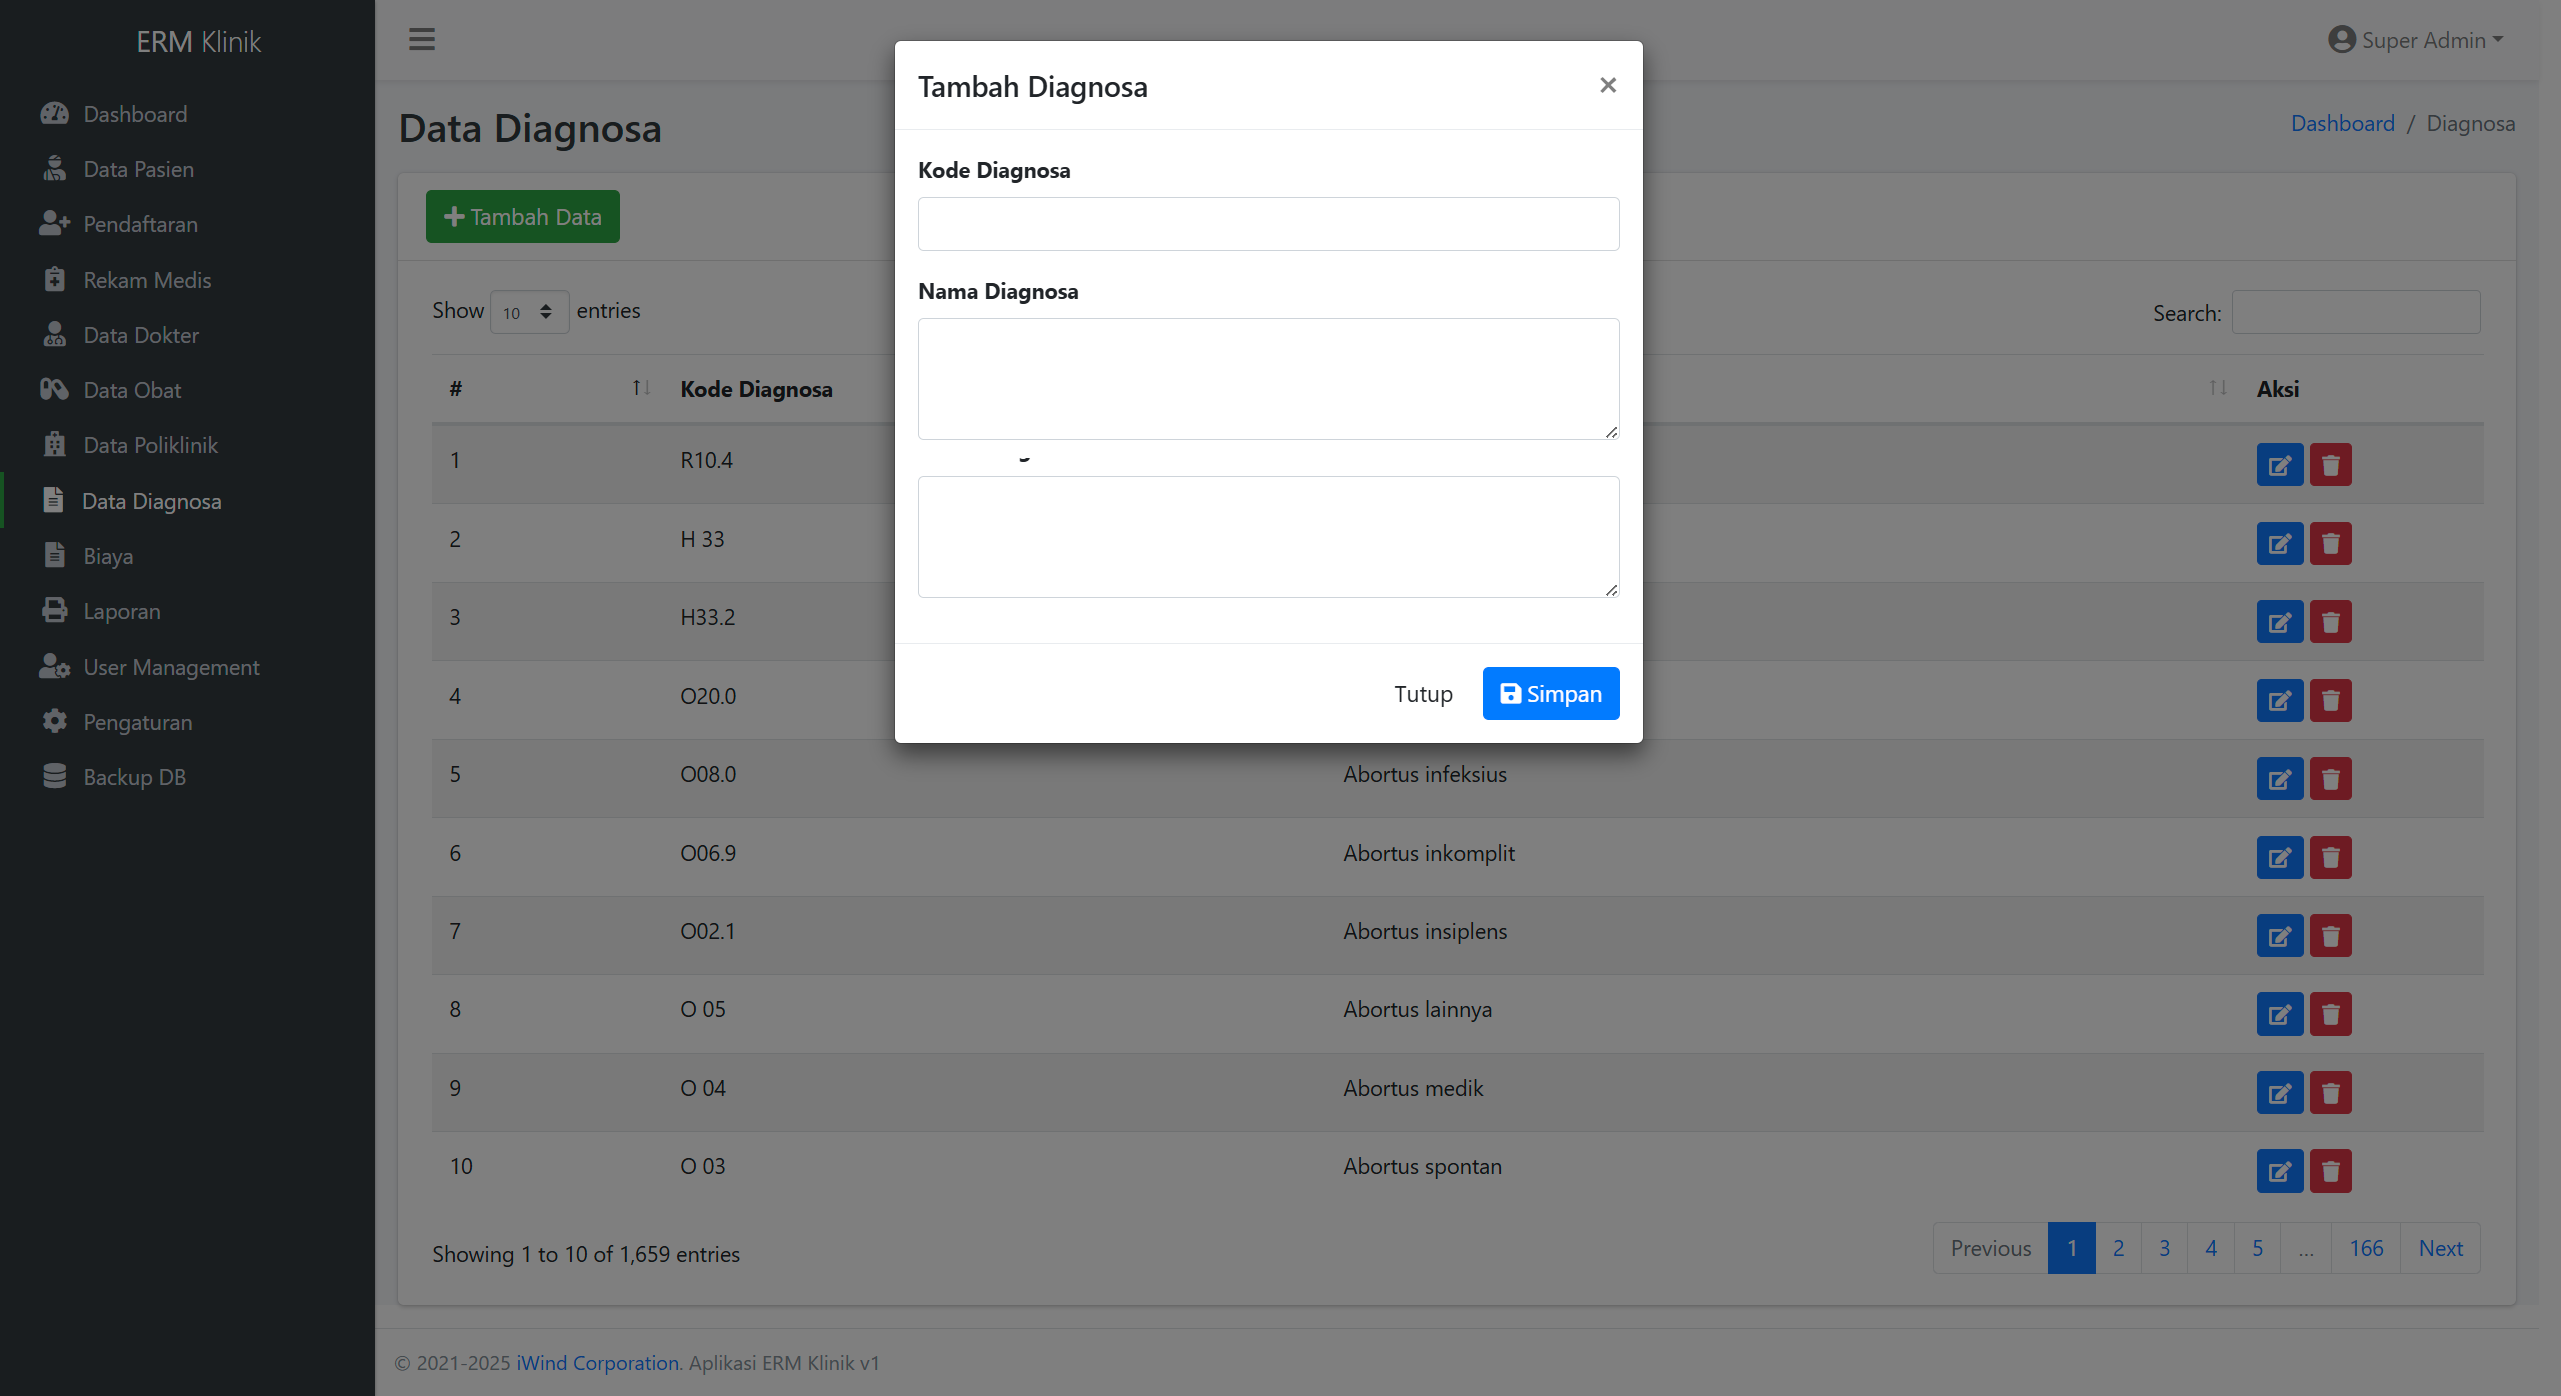 ERM Klinik
Dashboard
Data Pasien
Pendaftaran
Rekam Medis
Data Dokter
Data Obat
Data Poliklinik
Data Diagnosa
Biaya
Laporan
User Management
Pengaturan
Backup DB
Super Admin
Data Diagnosa
Dashboard / Diagnosa
Tambah Data
Show 10 entries
Search:
# Kode Diagnosa Aksi
1 R10.4
2 H 33
3 H33.2
4 O20.0
5 O08.0 Abortus infeksius
6 O06.9 Abortus inkomplit
7 O02.1 Abortus insiplens
8 O 05 Abortus lainnya
9 O 04 Abortus medik
10 O 03 Abortus spontan
Showing 1 to 10 of 1,659 entries
Previous 1 2 3 4 5 ... 166 Next
© 2021-2025 iWind Corporation. Aplikasi ERM Klinik v1
Tambah Diagnosa ×
Kode Diagnosa
Nama Diagnosa
Tutup Simpan